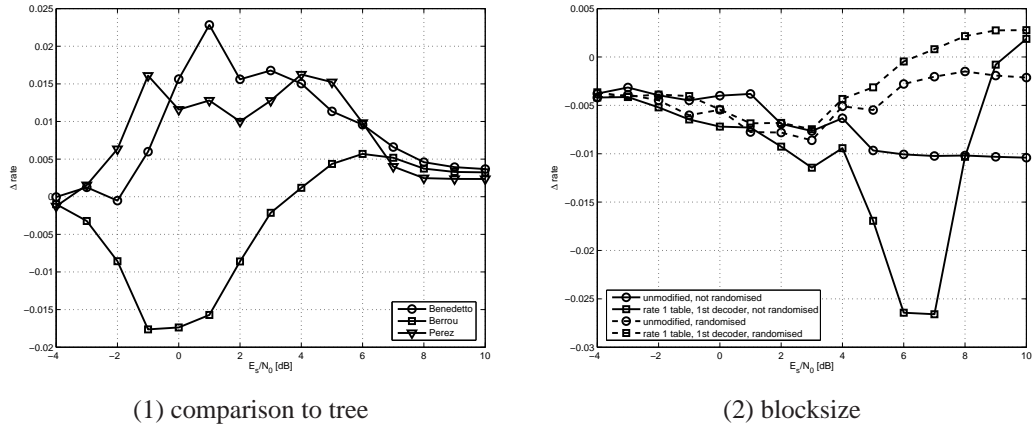 0.025
0.02
0.015
0.01
0.005
0
−0.005
−0.01
−0.015
−0.02
Δ rate
−4 −2 0 2 4 6 8 10
E_s/N_0 [dB]
Benedetto
Berrou
Perez
(1) comparison to tree
0.005
0
−0.005
−0.01
−0.015
−0.02
−0.025
−0.03
Δ rate
−4 −2 0 2 4 6 8 10
E_s/N_0 [dB]
unmodified, not randomised
rate 1 table, 1st decoder, not randomised
unmodified, randomised
rate 1 table, 1st decoder, randomised
(2) blocksize